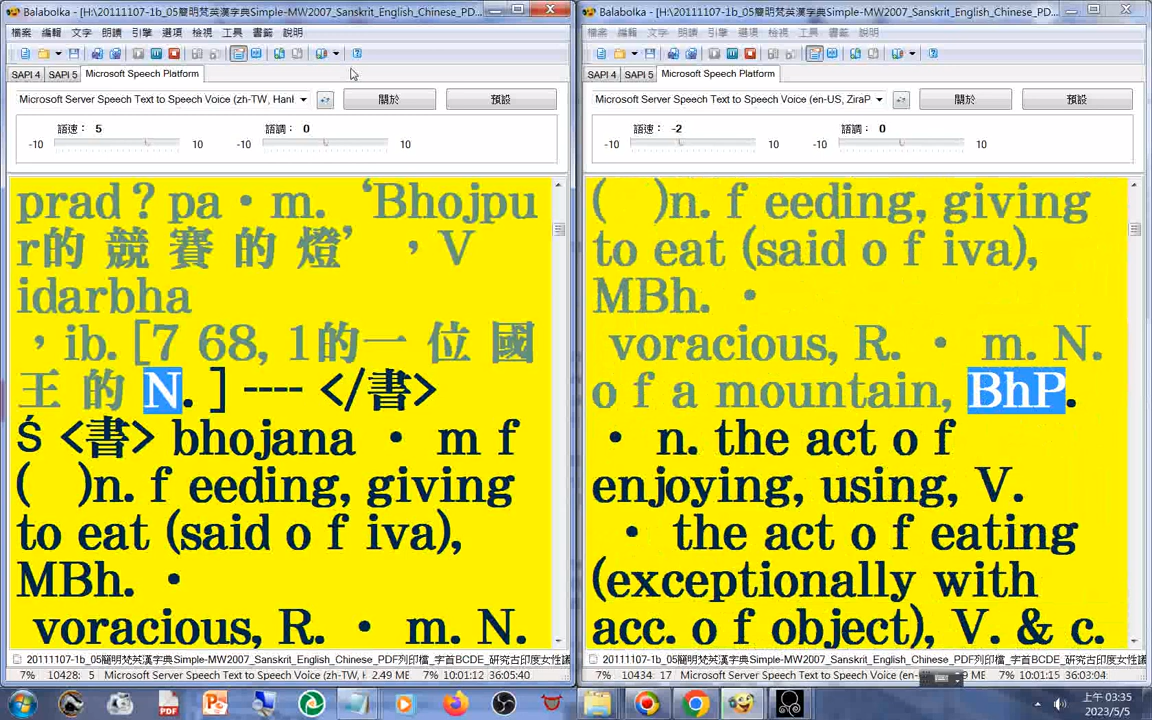 Balabolka - [H:\20111107-1b_05簡明梵英漢字典Simple-MW2007_Sanskrit_English_Chinese_PD...
檔案 編輯 文字 朗讀 引擎 選項 檢視 工具 書籤 說明
SAPI 4 SAPI 5 Microsoft Speech Platform
Microsoft Server Speech Text to Speech Voice (zh-TW, Hanl 關於 預設
語速： 5 語調： 0
-10 10 -10 10
prad？pa • m. ‘Bhojpu
r的 競 賽 的 燈’ ，V
idarbha
，ib. [7 68, 1的一 位 國
王 的 N. ] ---- </書>
Ś <書> bhojana • m f
( )n. f eeding, giving
to eat (said o f iva),
MBh. •
voracious, R. • m. N.
20111107-1b_05簡明梵英漢字典Simple-MW2007_Sanskrit_English_Chinese_PDF列印檔_字首BCDE_研究古印度女性議
7% 10428: 5 Microsoft Server Speech Text to Speech Voice (zh-TW, H 2.49 ME 7% 10:01:12 36:05:40
Balabolka - [H:\20111107-1b_05簡明梵英漢字典Simple-MW2007_Sanskrit_English_Chinese_PD...
檔案 編輯 文字 朗讀 引擎 選項 檢視 工具 書籤 說明
SAPI 4 SAPI 5 Microsoft Speech Platform
Microsoft Server Speech Text to Speech Voice (en-US, ZiraP 關於 預設
語速： -2 語調： 0
-10 10 -10 10
( )n. f eeding, giving
to eat (said o f iva),
MBh. •
voracious, R. • m. N.
o f a mountain, BhP.
• n. the act o f
enjoying, using, V.
• the act o f eating
(exceptionally with
acc. o f object), V. & c.
20111107-1b_05簡明梵英漢字典Simple-MW2007_Sanskrit_English_Chinese_PDF列印檔_字首BCDE_研究古印度女性議
7% 10434: 17 Microsoft Server Speech Text to Speech Voice (en-U 7% 10:01:15 36:03:04
上午 03:35
2023/5/5